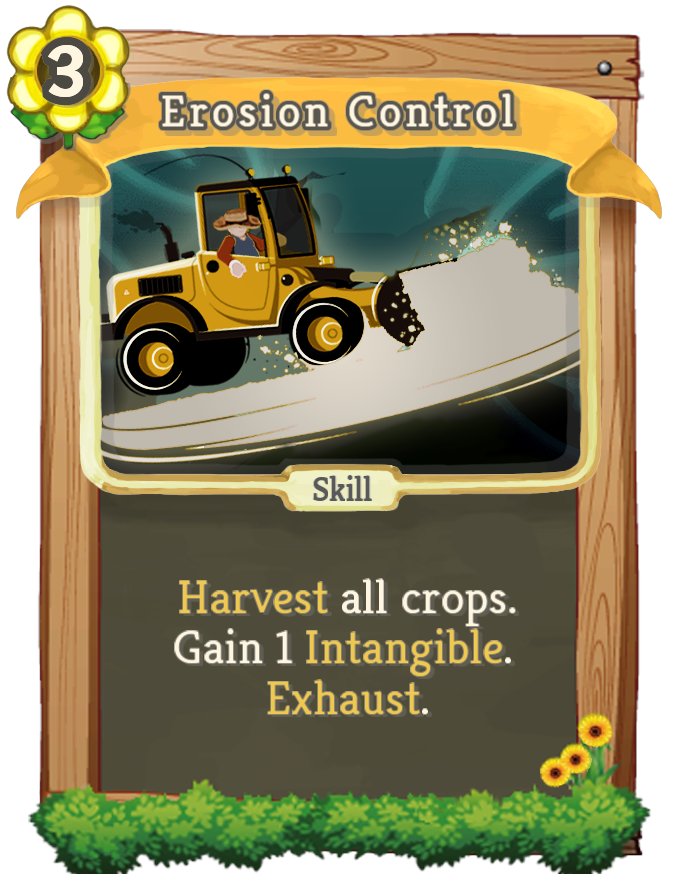 3
Erosion Control
Skill
Harvest all crops.
Gain 1 Intangible.
Exhaust.